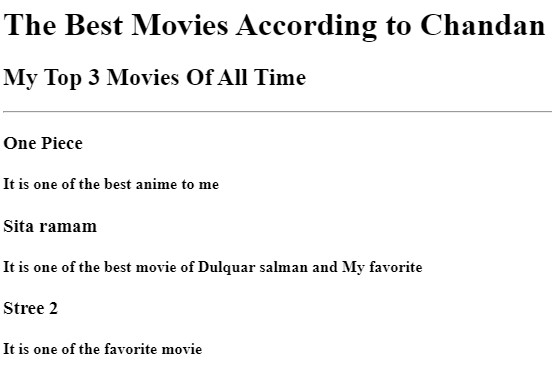 The Best Movies According to Chandan
My Top 3 Movies Of All Time
One Piece
It is one of the best anime to me
Sita ramam
It is one of the best movie of Dulquar salman and My favorite
Stree 2
It is one of the favorite movie